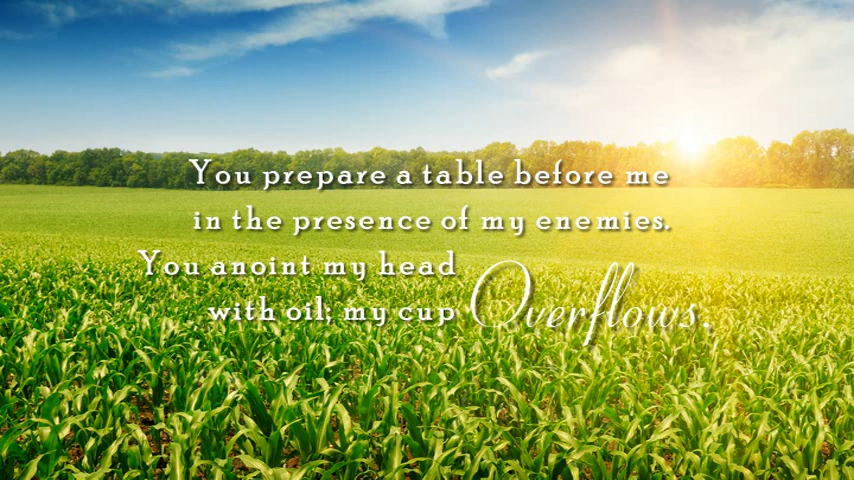 You prepare a table before me
in the presence of my enemies.
You anoint my head
with oil; my cup Overflows.